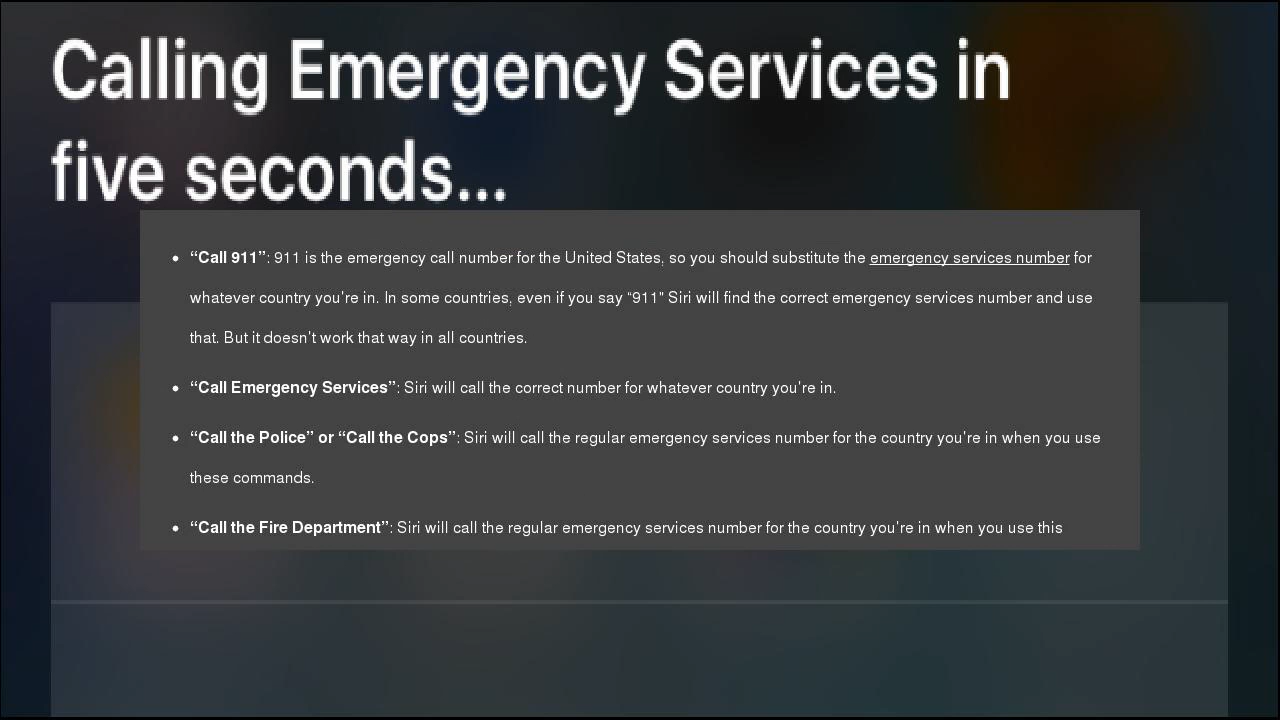 Calling Emergency Services in
five seconds...
• “Call 911”: 911 is the emergency call number for the United States, so you should substitute the emergency services number for
whatever country you're in. In some countries, even if you say “911” Siri will find the correct emergency services number and use
that. But it doesn't work that way in all countries.
• “Call Emergency Services”: Siri will call the correct number for whatever country you're in.
• “Call the Police” or “Call the Cops”: Siri will call the regular emergency services number for the country you're in when you use
these commands.
• “Call the Fire Department”: Siri will call the regular emergency services number for the country you're in when you use this